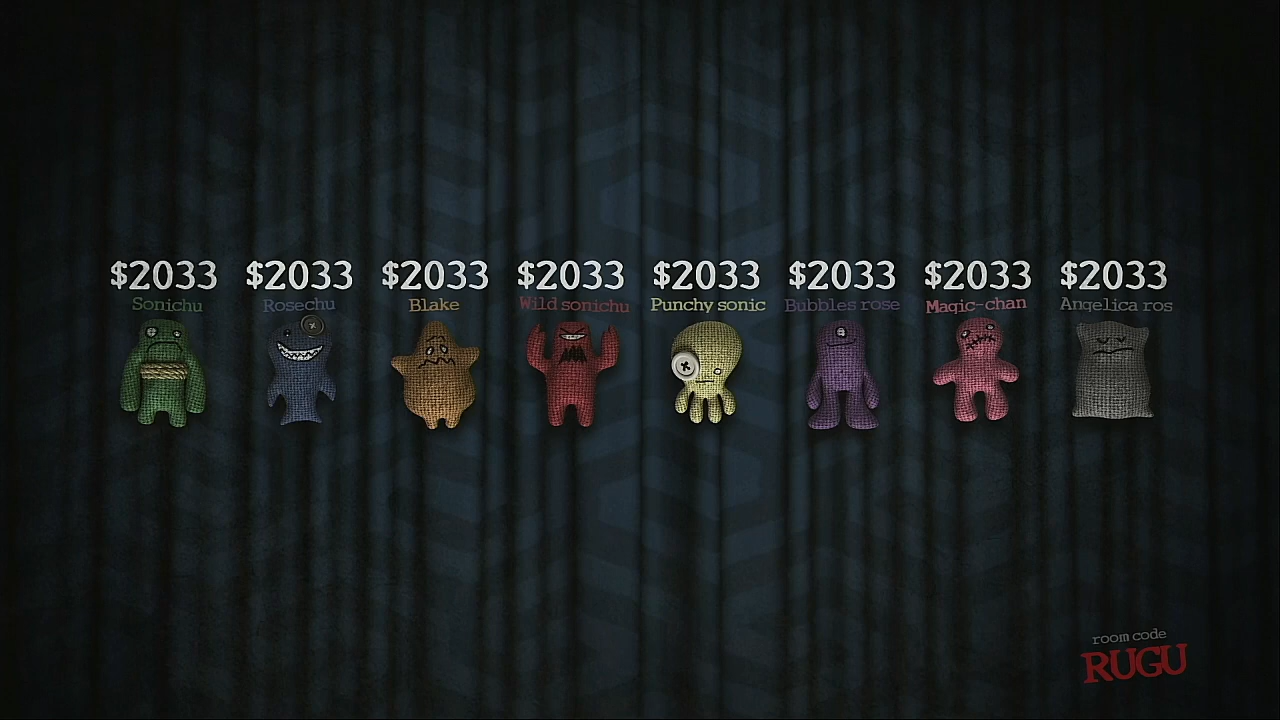 $2033 $2033 $2033 $2033 $2033 $2033 $2033 $2033
Sonichu Rosechu Blake Wild sonichu Punchy sonic Bubbles rose Magic-chan Angelica ros
room code
RUGU